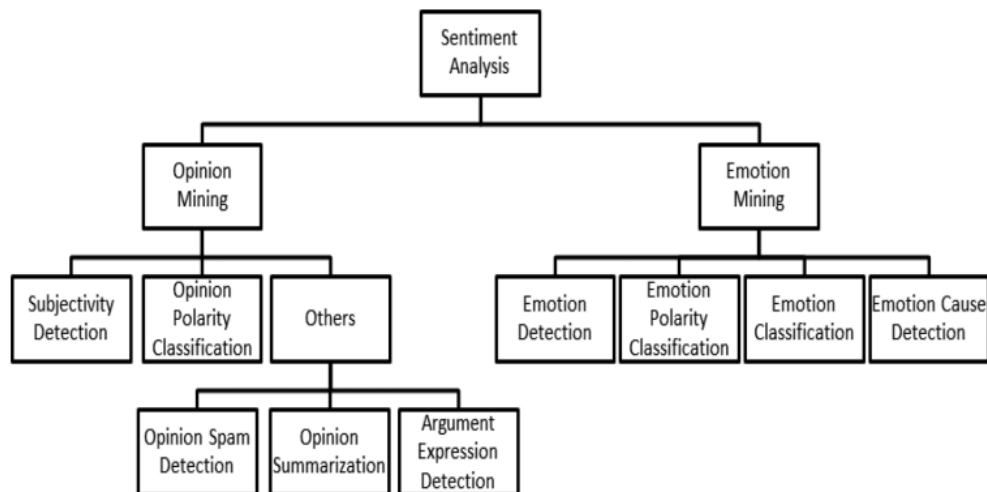 Sentiment
Analysis
Opinion
Mining
Emotion
Mining
Subjectivity
Detection
Opinion
Polarity
Classification
Others
Emotion
Detection
Emotion
Polarity
Classification
Emotion
Classification
Emotion Cause
Detection
Opinion Spam
Detection
Opinion
Summarization
Argument
Expression
Detection